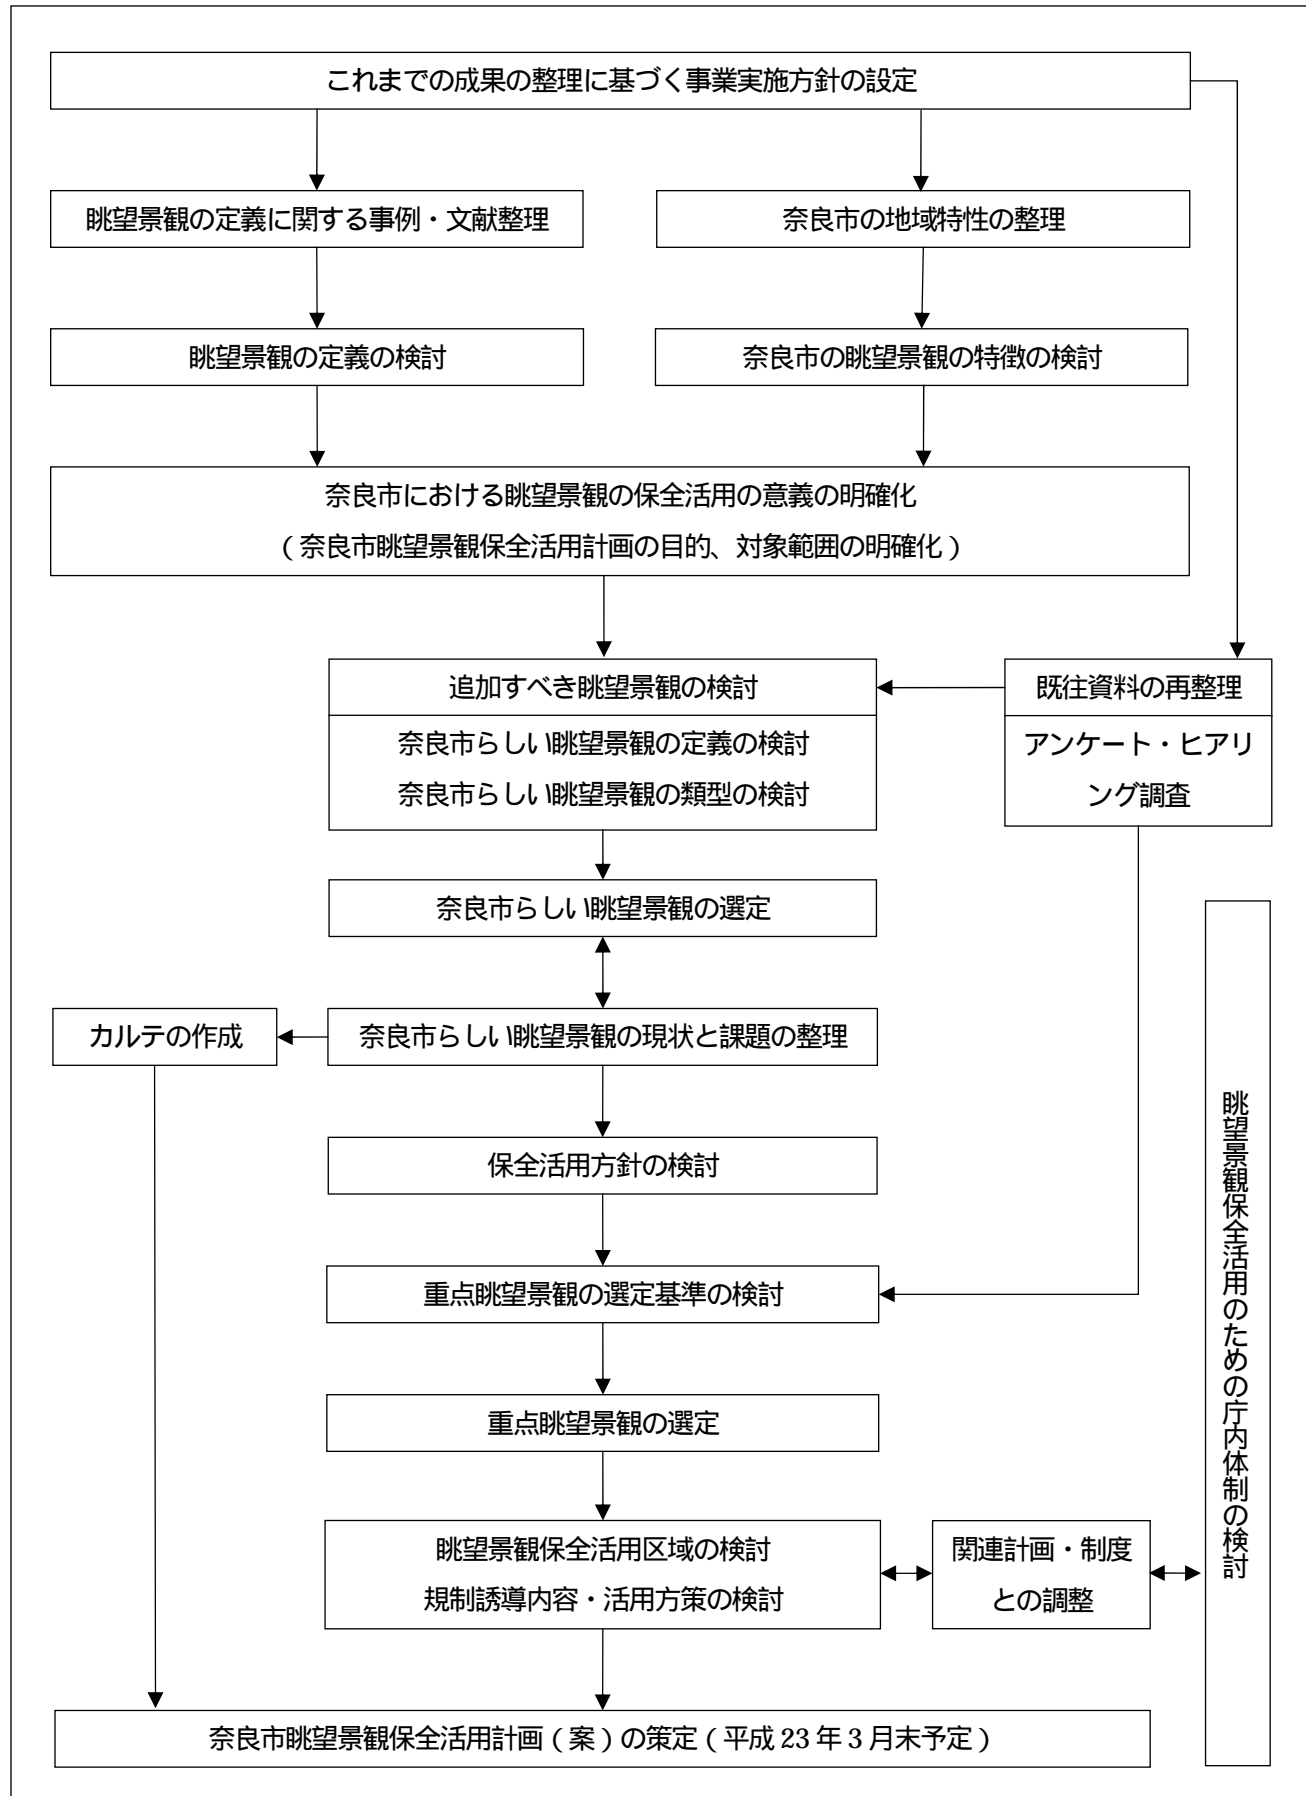 これまでの成果の整理に基づく事業実施方針の設定
眺望景観の定義に関する事例・文献整理
奈良市の地域特性の整理
眺望景観の定義の検討
奈良市の眺望景観の特徴の検討
奈良市における眺望景観の保全活用の意義の明確化
（奈良市眺望景観保全活用計画の目的、対象範囲の明確化）
追加すべき眺望景観の検討
奈良市らしい眺望景観の定義の検討
奈良市らしい眺望景観の類型の検討
既往資料の再整理
アンケート・ヒアリ
ング調査
奈良市らしい眺望景観の選定
カルテの作成
奈良市らしい眺望景観の現状と課題の整理
保全活用方針の検討
重点眺望景観の選定基準の検討
重点眺望景観の選定
眺望景観保全活用区域の検討
規制誘導内容・活用方策の検討
関連計画・制度
との調整
眺望景観保全活用のための庁内体制の検討
奈良市眺望景観保全活用計画（案）の策定（平成 23 年 3 月末予定）